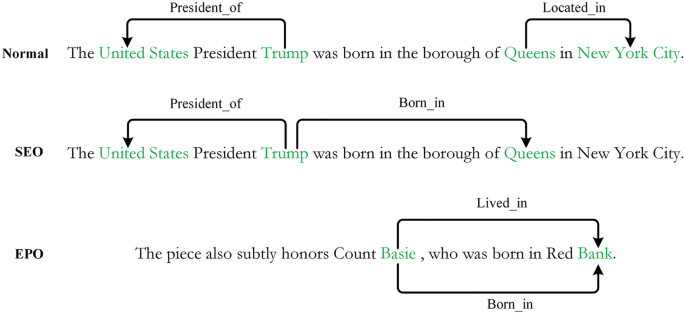 President_of Located_in
Normal The United States President Trump was born in the borough of Queens in New York City.
President_of Born_in
SEO The United States President Trump was born in the borough of Queens in New York City.
Lived_in
EPO The piece also subtly honors Count Basie , who was born in Red Bank.
Born_in